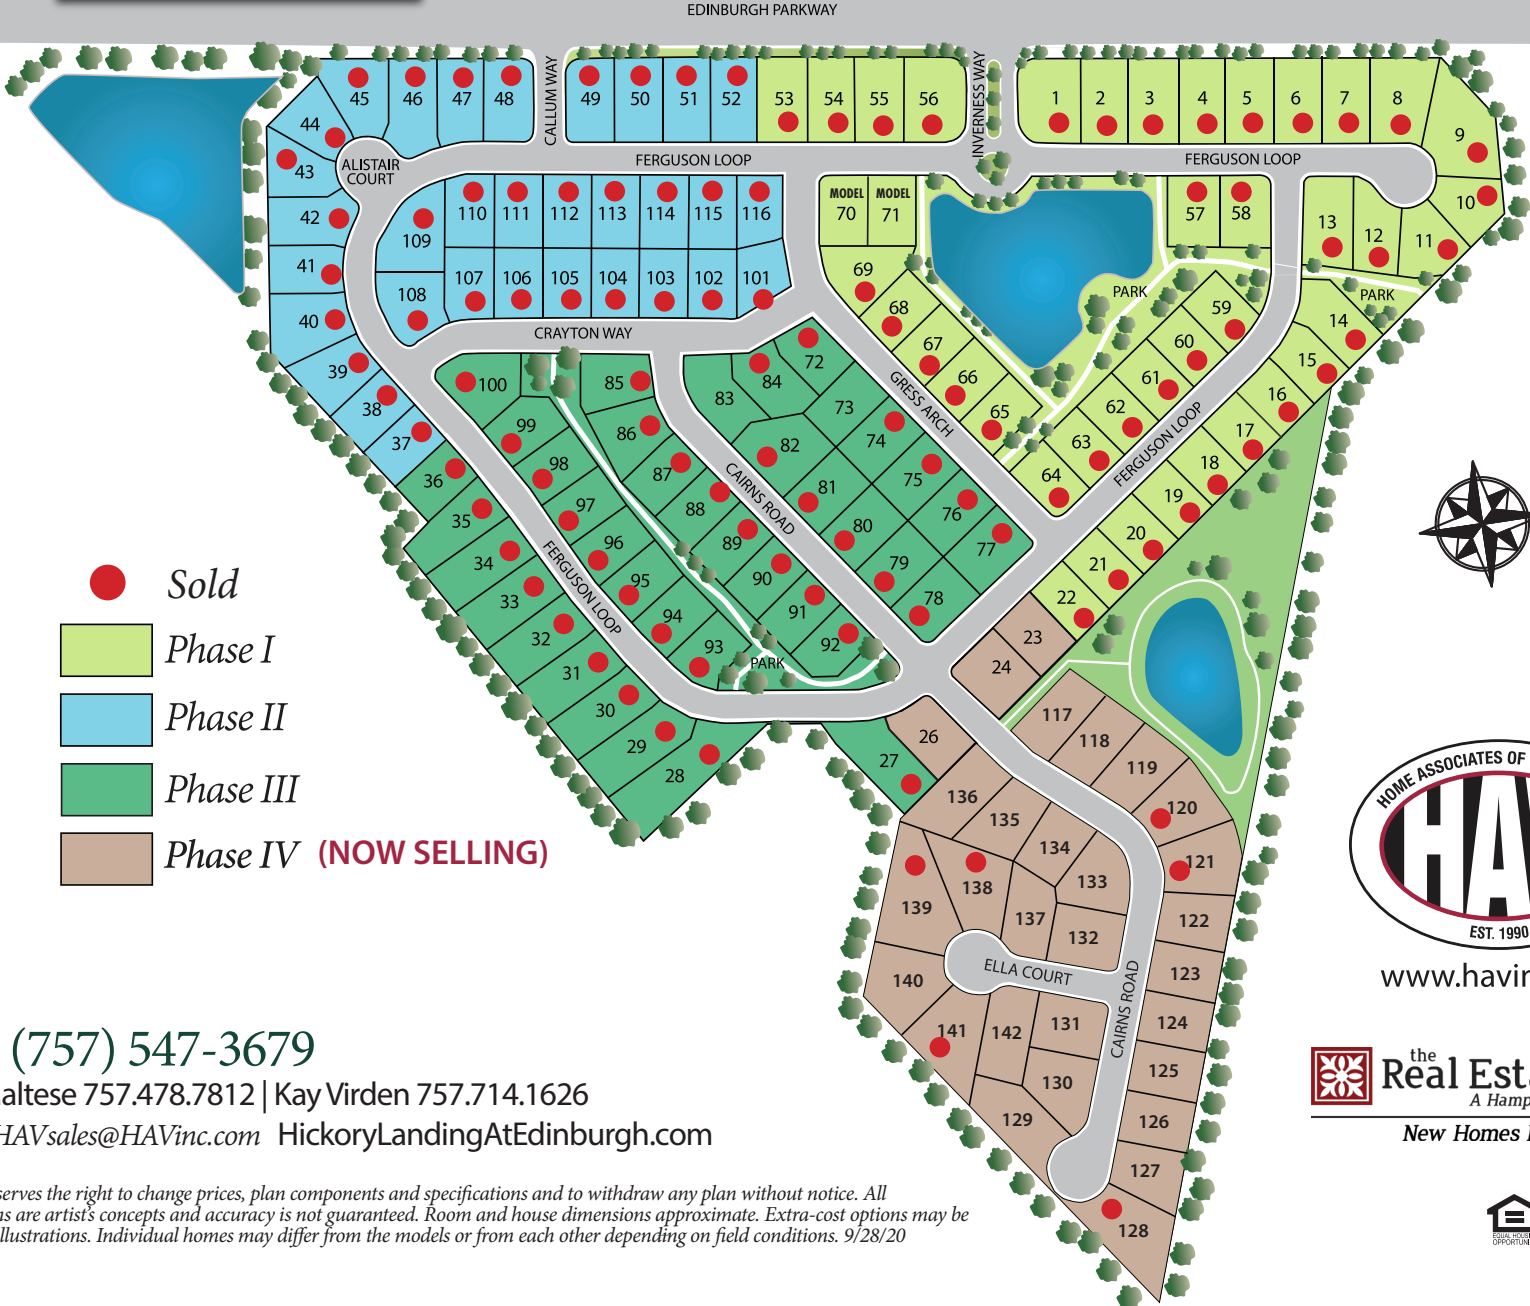 EDINBURGH PARKWAY
CALLUM WAY
INVERNESS WAY
45 46 47 48
49 50 51 52 53 54 55 56
1 2 3 4 5 6 7 8
9
10
11
12
13
44
43
42
41
40
39
38
37
ALISTAIR
COURT
FERGUSON LOOP
FERGUSON LOOP
110 111 112 113 114 115 116
109
108
107 106 105 104 103 102 101
MODEL
70
MODEL
71
57 58
69
68
67
66
65
PARK
59
60
61
62
63
64
PARK
14
15
16
17
18
19
20
21
22
CRAYTON WAY
GRESS ARCH
FERGUSON LOOP
72
73
74
75
76
77
84
83
82
81
80
79
78
CAIRNS ROAD
85
86
87
88
89
90
91
92
100
99
98
97
96
95
94
93
PARK
FERGUSON LOOP
36
35
34
33
32
31
30
29
28
27
26
23
24
117
118
119
120
121
122
123
124
125
126
127
128
136
135
134
133
132
137
138
139
140
141
142
131
130
129
ELLA COURT
CAIRNS ROAD
Sold
Phase I
Phase II
Phase III
Phase IV (NOW SELLING)
HOME ASSOCIATES OF
HA
EST. 1990
www.havin
the
Real Esta
A Hamp
New Homes
EQUAL HOUS
OPPORTUNI
(757) 547-3679
altese 757.478.7812 | Kay Virden 757.714.1626
HAVsales@HAVinc.com HickoryLandingAtEdinburgh.com
serves the right to change prices, plan components and specifications and to withdraw any plan without notice. All
ns are artist's concepts and accuracy is not guaranteed. Room and house dimensions approximate. Extra-cost options may be
llustrations. Individual homes may differ from the models or from each other depending on field conditions. 9/28/20